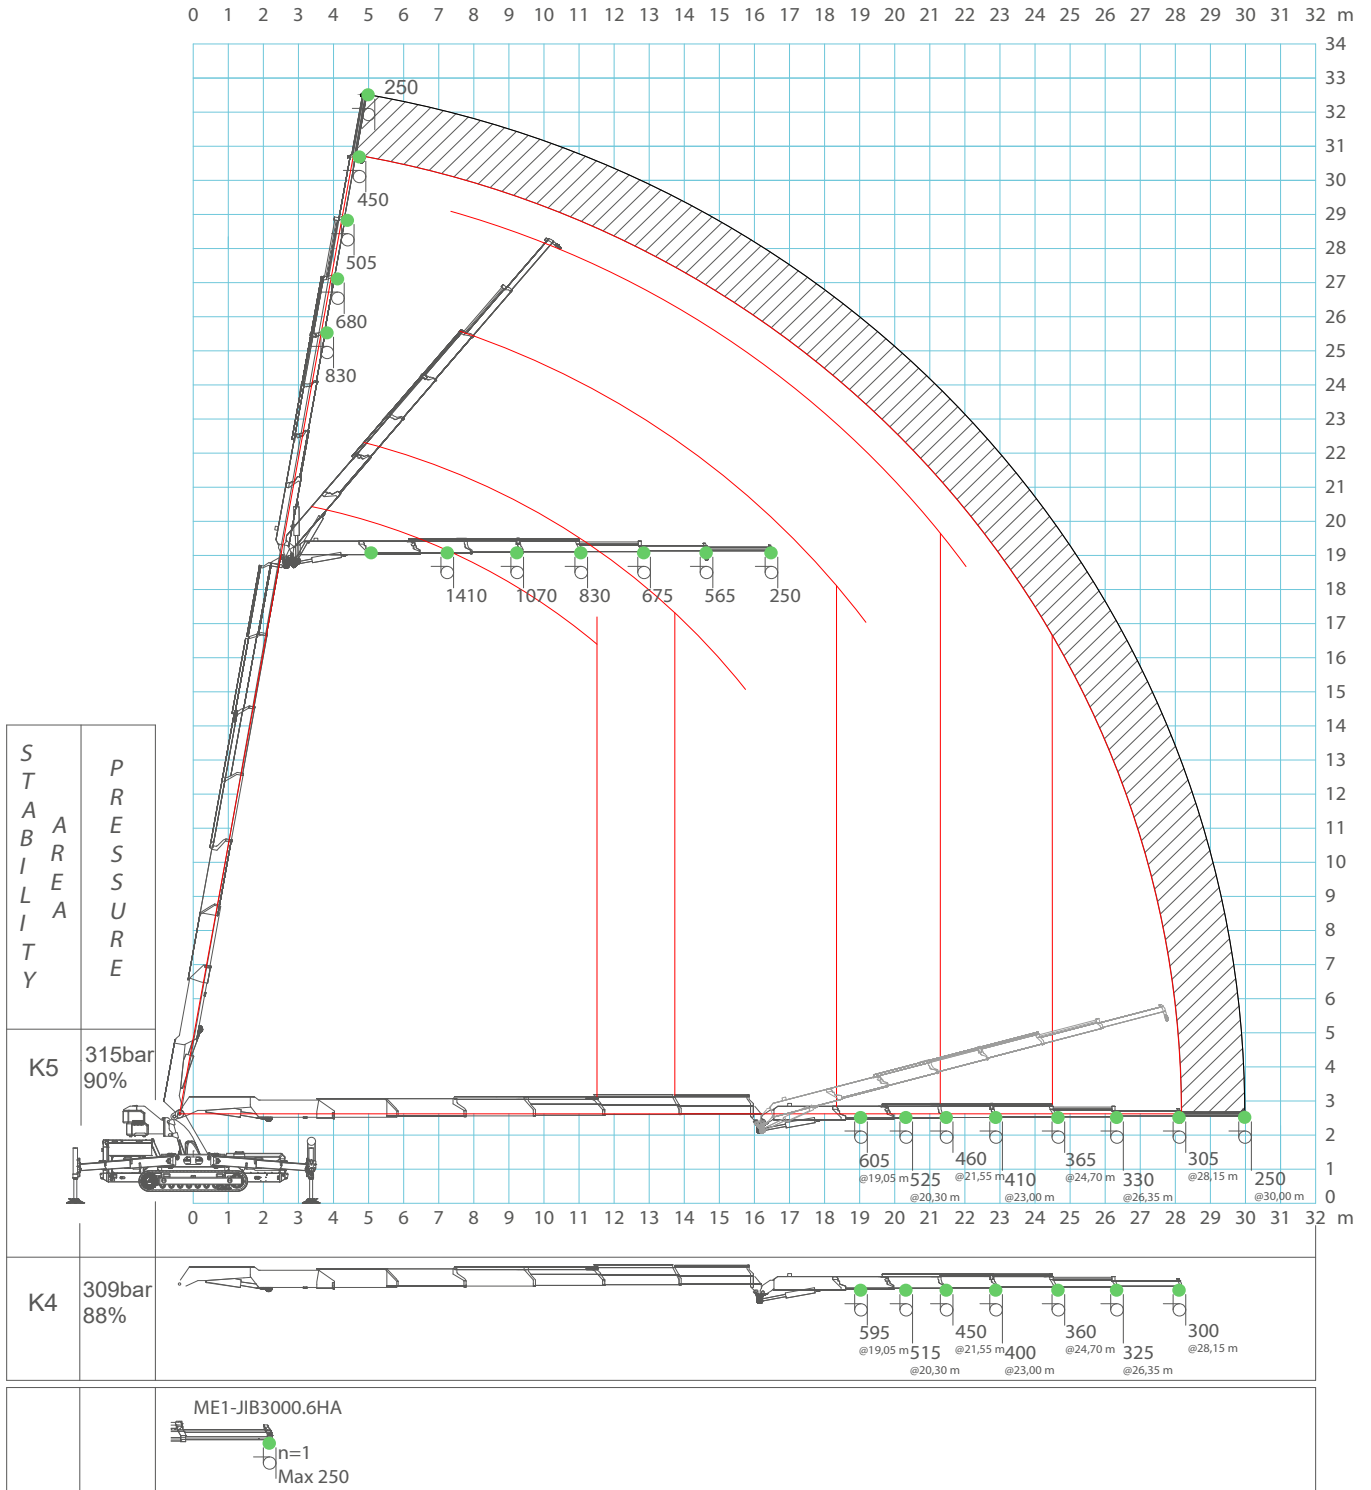 0 1 2 3 4 5 6 7 8 9 10 11 12 13 14 15 16 17 18 19 20 21 22 23 24 25 26 27 28 29 30 31 32 m
34
33
32
31
30
29
28
27
26
25
24
23
22
21
20
19
18
17
16
15
14
13
12
11
10
9
8
7
6
5
4
3
2
1
0
250
450
505
680
830
1410 1070 830 675 565 250
STABILITY
AREA
PRESSURE
K5
315bar
90%
605
@19,05 m
525
@20,30 m
460
@21,55 m
410
@23,00 m
365
@24,70 m
330
@26,35 m
305
@28,15 m
250
@30,00 m
0 1 2 3 4 5 6 7 8 9 10 11 12 13 14 15 16 17 18 19 20 21 22 23 24 25 26 27 28 29 30 31 32 m
K4
309bar
88%
595
@19,05 m
515
@20,30 m
450
@21,55 m
400
@23,00 m
360
@24,70 m
325
@26,35 m
300
@28,15 m
ME1-JIB3000.6HA
n=1
Max 250